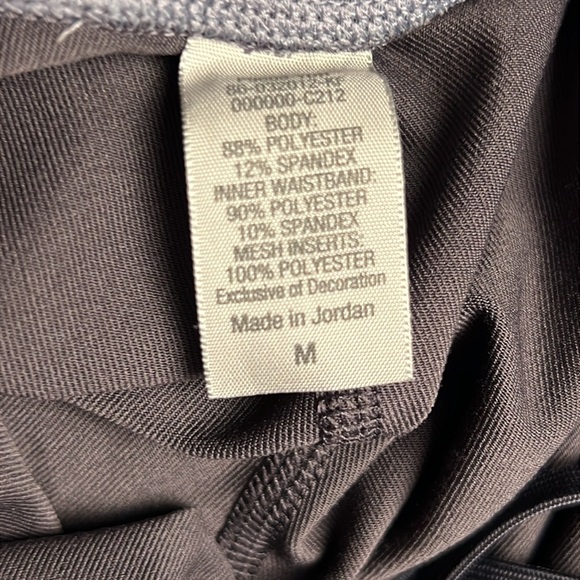 000000-C212
BODY:
88% POLYESTER
12% SPANDEX
INNER WAISTBAND:
90% POLYESTER
10% SPANDEX
MESH INSERTS:
100% POLYESTER
Exclusive of Decoration
Made in Jordan
M